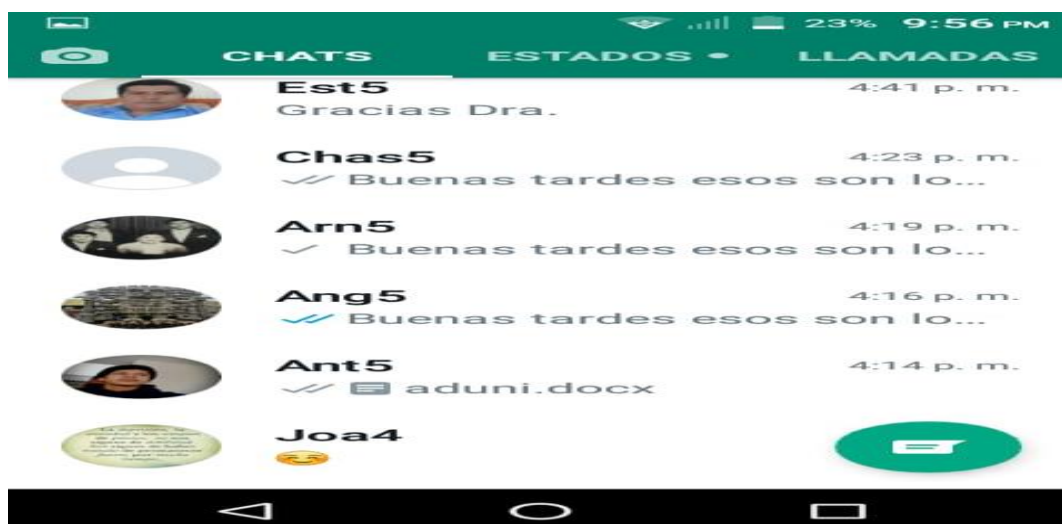 23% 9:56 PM
CHATS ESTADOS LLAMADAS
Est5 4:41 p. m.
Gracias Dra.
Chas5 4:23 p. m.
Buenas tardes esos son lo...
Arn5 4:19 p. m.
Buenas tardes esos son lo...
Ang5 4:16 p. m.
Buenas tardes esos son lo...
Ant5 4:14 p. m.
aduni.docx
Joa4